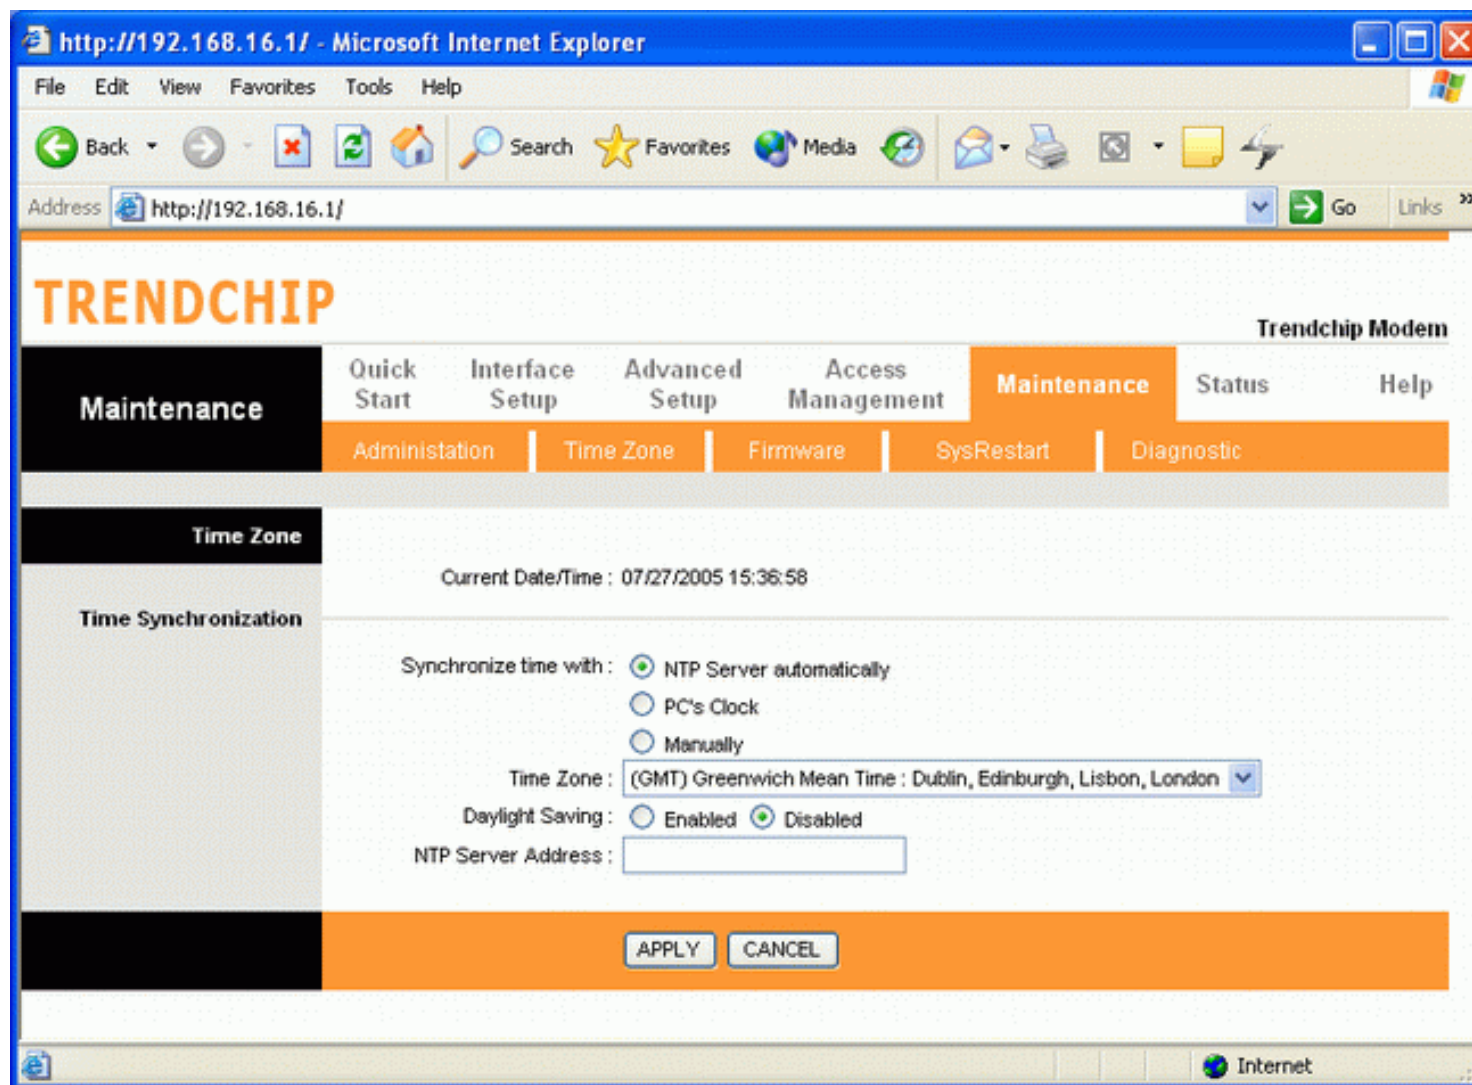 http://192.168.16.1/ - Microsoft Internet Explorer
File Edit View Favorites Tools Help
Back Search Favorites Media
Address http://192.168.16.1/ Go Links »
TRENDCHIP
Trendchip Modem
Maintenance
Quick Start Interface Setup Advanced Setup Access Management Maintenance Status Help
Administation Time Zone Firmware SysRestart Diagnostic
Time Zone
Current Date/Time : 07/27/2005 15:36:58
Time Synchronization
Synchronize time with : NTP Server automatically
PC's Clock
Manually
Time Zone : (GMT) Greenwich Mean Time : Dublin, Edinburgh, Lisbon, London
Daylight Saving : Enabled Disabled
NTP Server Address :
APPLY CANCEL
Internet